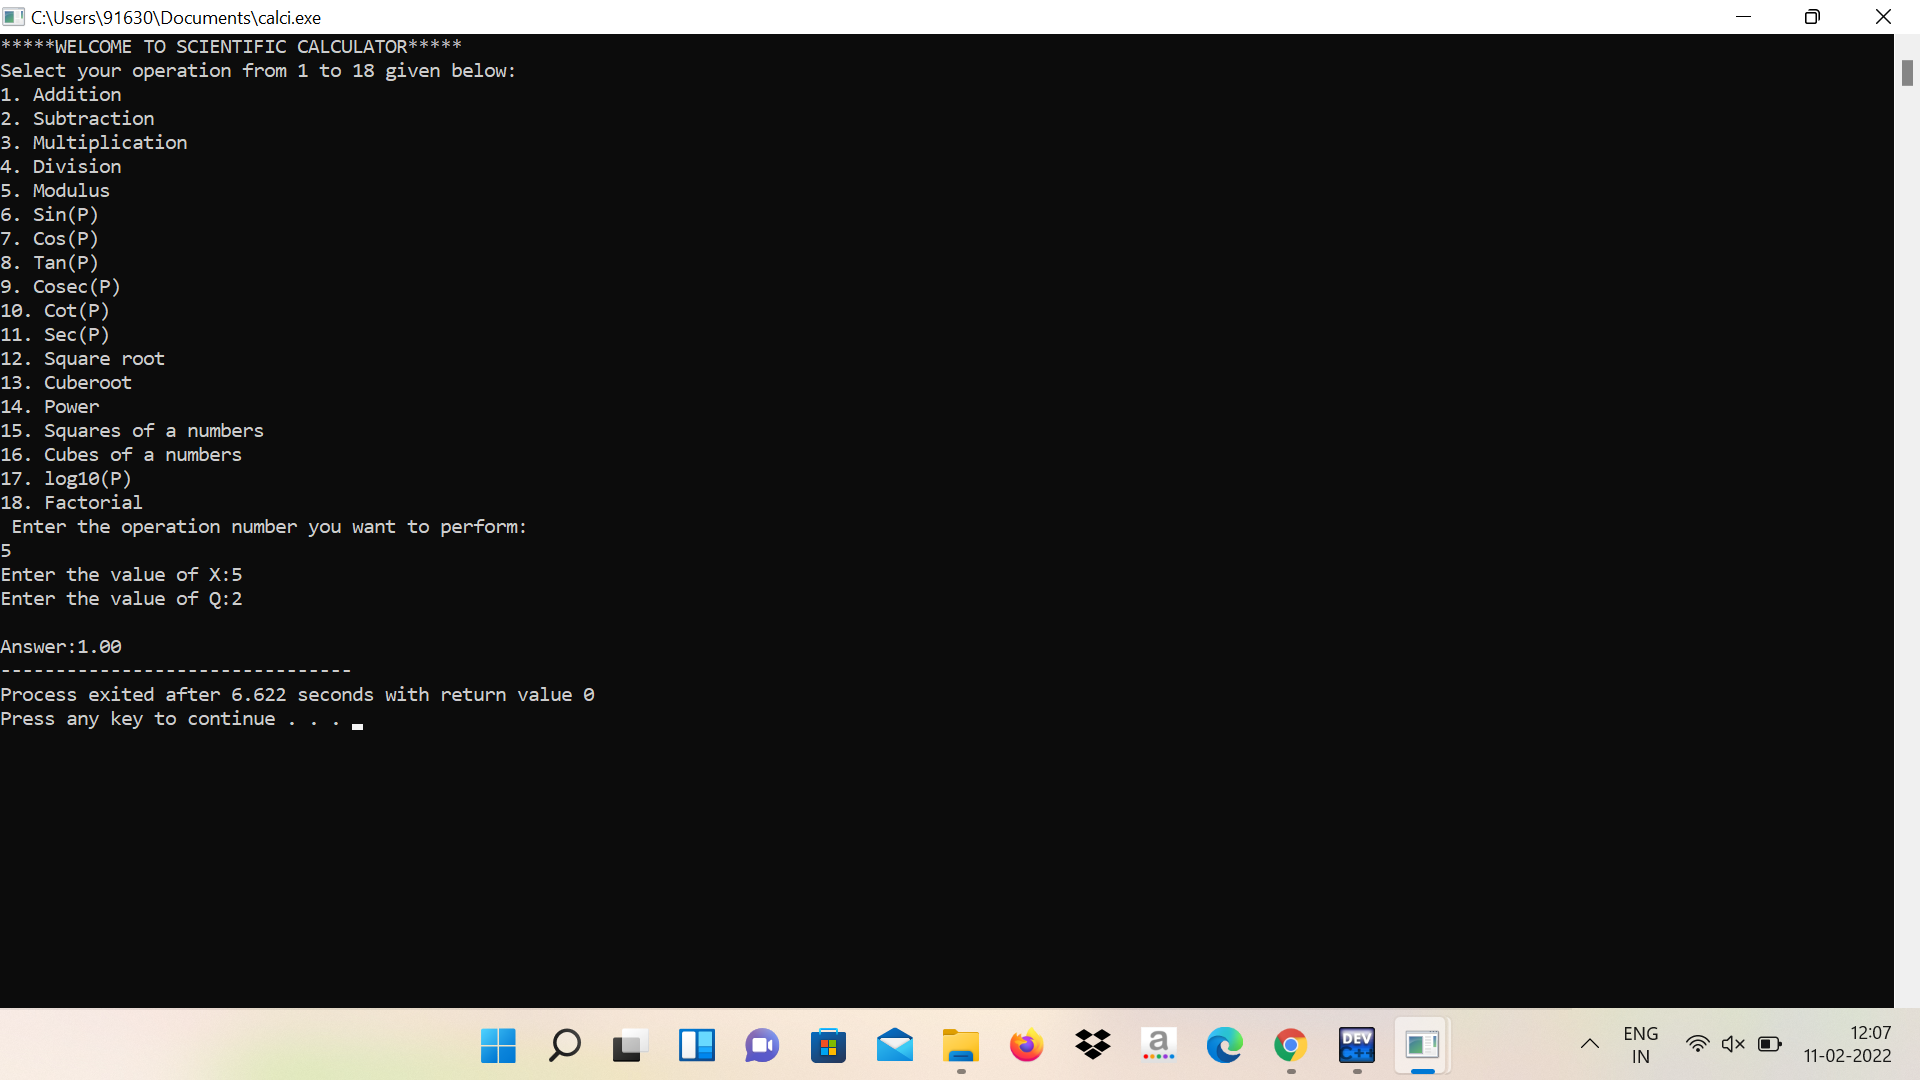 C:\Users\91630\Documents\calci.exe
*****WELCOME TO SCIENTIFIC CALCULATOR*****
Select your operation from 1 to 18 given below:
1. Addition
2. Subtraction
3. Multiplication
4. Division
5. Modulus
6. Sin(P)
7. Cos(P)
8. Tan(P)
9. Cosec(P)
10. Cot(P)
11. Sec(P)
12. Square root
13. Cuberoot
14. Power
15. Squares of a numbers
16. Cubes of a numbers
17. log10(P)
18. Factorial
Enter the operation number you want to perform:
5
Enter the value of X:5
Enter the value of Q:2
Answer:1.00
--------------------------------
Process exited after 6.622 seconds with return value 0
Press any key to continue . . .
a
DEV
C++
ENG
IN
12:07
11-02-2022